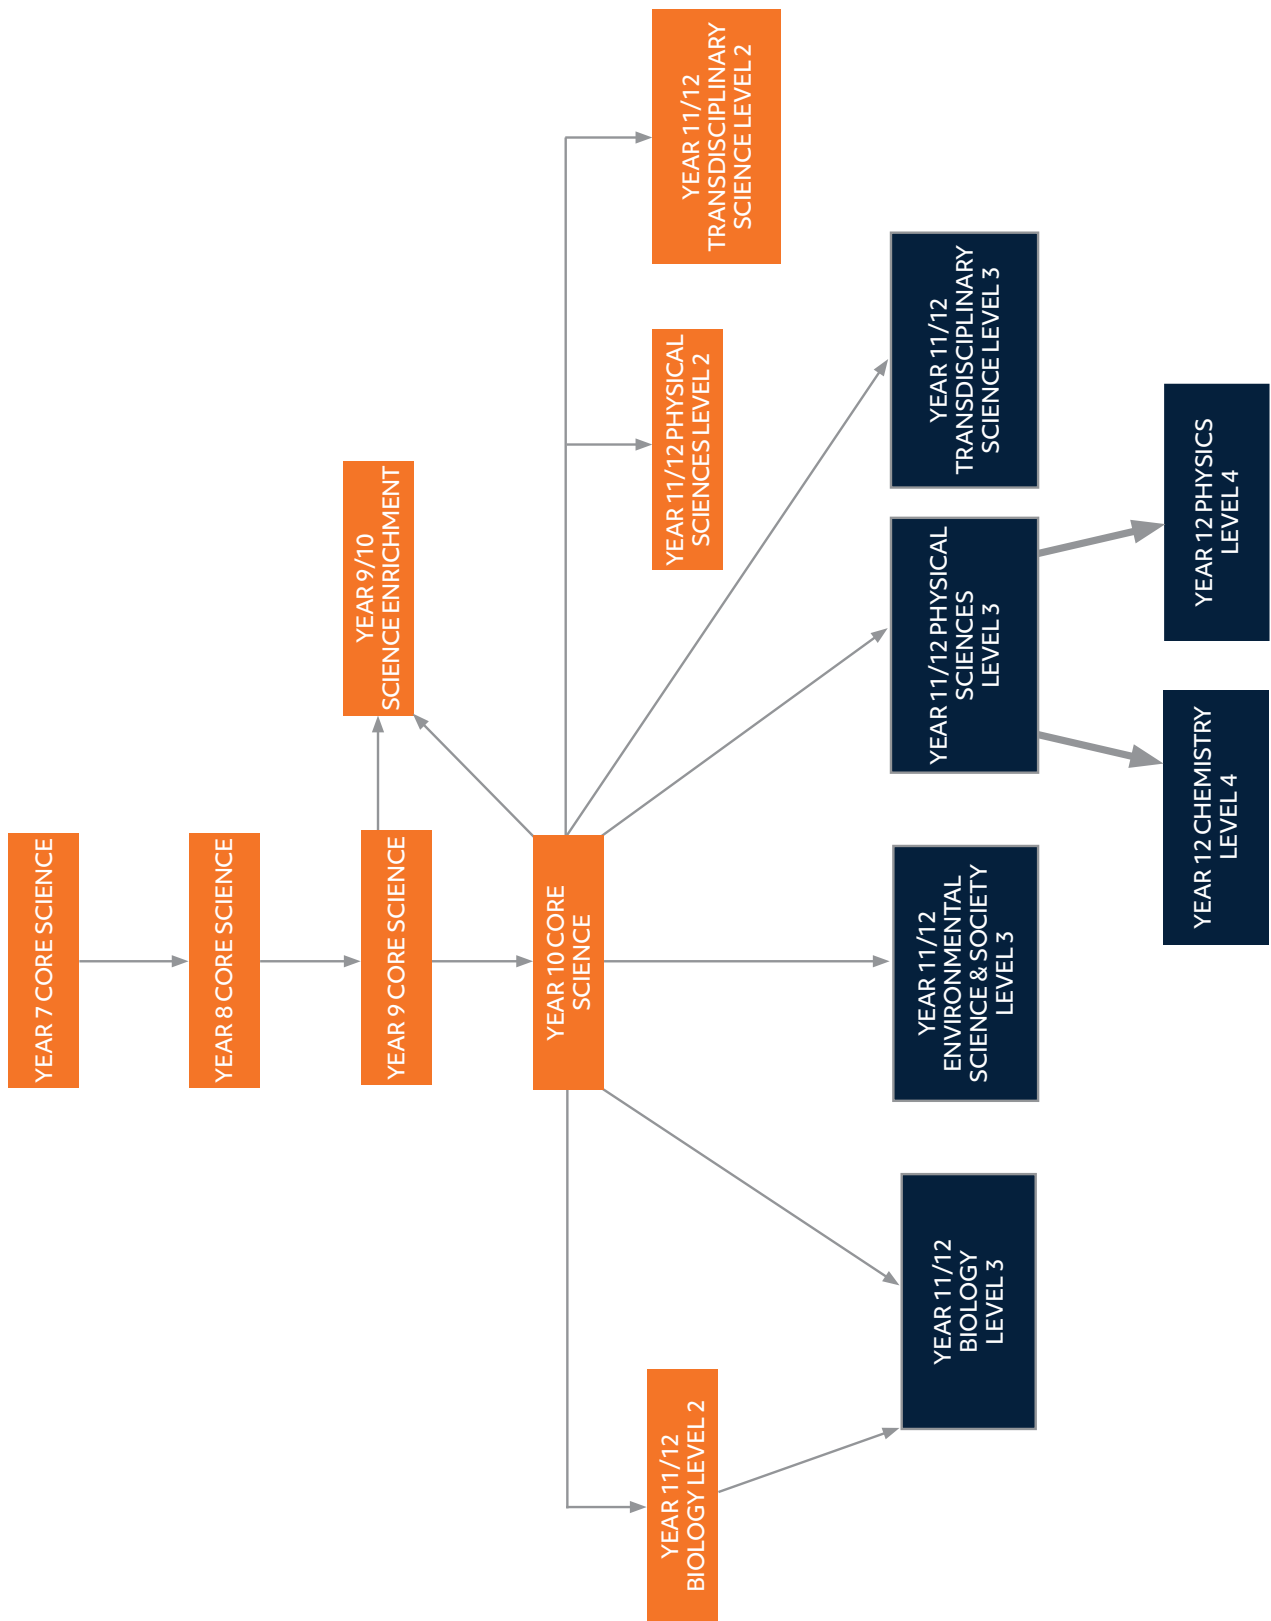 YEAR 7 CORE SCIENCE
YEAR 8 CORE SCIENCE
YEAR 9/10
SCIENCE ENRICHMENT
YEAR 9 CORE SCIENCE
YEAR 10 CORE
SCIENCE
YEAR 11/12
BIOLOGY LEVEL 2
YEAR 11/12 PHYSICAL
SCIENCES LEVEL 2
YEAR 11/12
TRANSDISCIPLINARY
SCIENCE LEVEL 2
YEAR 11/12
BIOLOGY
LEVEL 3
YEAR 11/12
ENVIRONMENTAL
SCIENCE & SOCIETY
LEVEL 3
YEAR 11/12 PHYSICAL
SCIENCES
LEVEL 3
YEAR 11/12
TRANSDISCIPLINARY
SCIENCE LEVEL 3
YEAR 12 CHEMISTRY
LEVEL 4
YEAR 12 PHYSICS
LEVEL 4